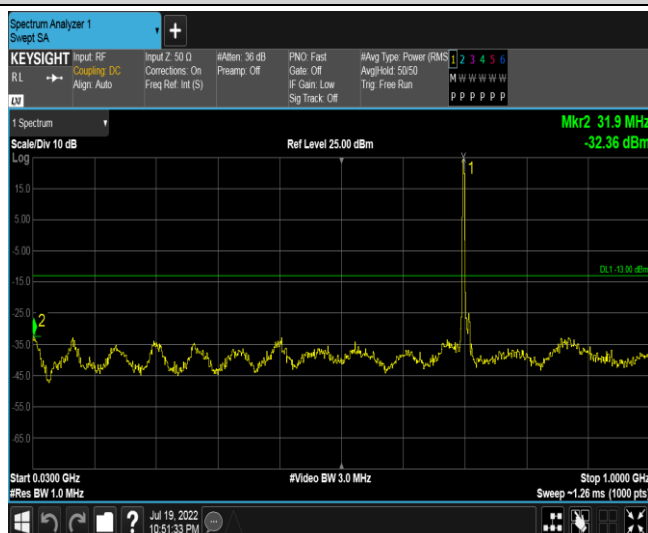 Spectrum Analyzer 1
Swept SA
KEYSIGHT
RL
LXI
Input: RF
Coupling: DC
Align: Auto
Input Z: 50 Ω
Corrections: On
Freq Ref: Int (S)
#Atten: 36 dB
Preamp: Off
PNO: Fast
Gate: Off
IF Gain: Low
Sig Track: Off
#Avg Type: Power (RMS
Avg|Hold: 50/50
Trig: Free Run
1 2 3 4 5 6
M W W W W W
P P P P P P
1 Spectrum
Mkr2 31.9 MHz
Scale/Div 10 dB
Ref Level 25.00 dBm
-32.36 dBm
Log
1
15.0
5.00
-5.00
DL1 -13.00 dBm
-15.0
-25.0
2
-35.0
-45.0
-55.0
-65.0
Start 0.0300 GHz
#Video BW 3.0 MHz
Stop 1.0000 GHz
#Res BW 1.0 MHz
Sweep ~1.26 ms (1000 pts)
?
Jul 19, 2022
10:51:33 PM